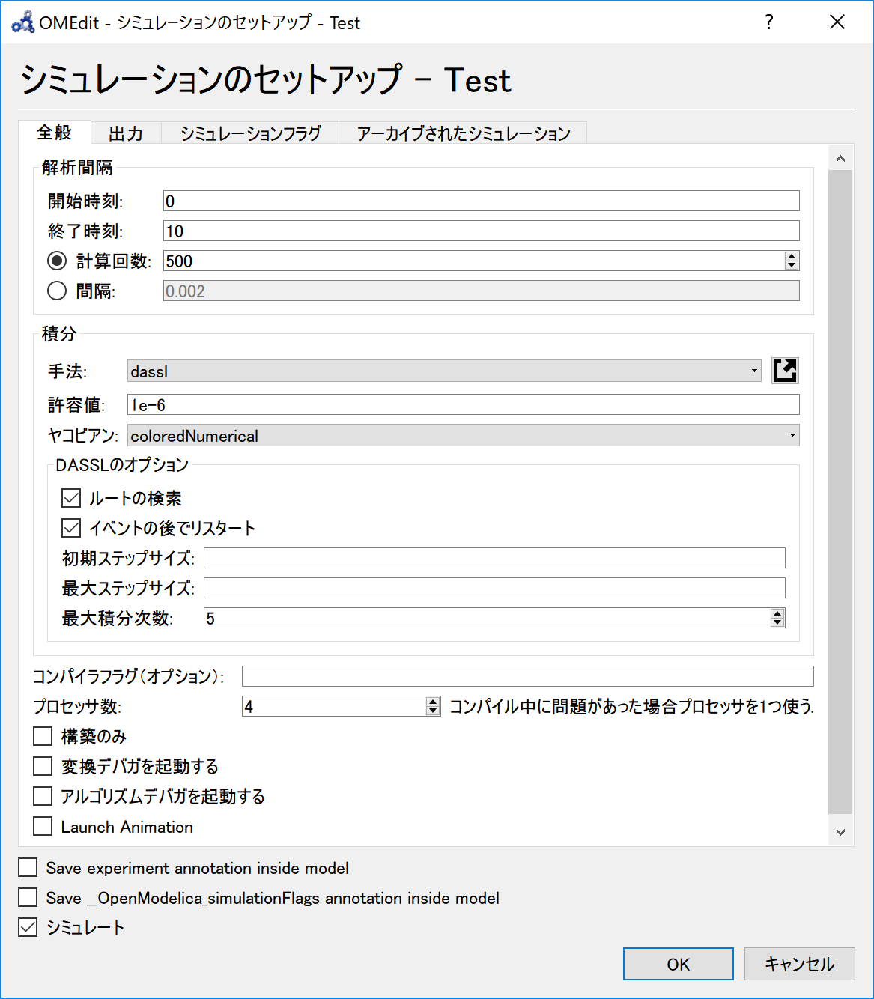 OMEdit - シミュレーションのセットアップ - Test
?
シミュレーションのセットアップ - Test
全般 出力 シミュレーションフラグ アーカイブされたシミュレーション
解析間隔
開始時刻: 0
終了時刻: 10
計算回数: 500
間隔: 0.002
積分
手法: dassl
許容値: 1e-6
ヤコビアン: coloredNumerical
DASSLのオプション
ルートの検索
イベントの後でリスタート
初期ステップサイズ:
最大ステップサイズ:
最大積分次数: 5
コンパイラフラグ(オプション):
プロセッサ数: 4 コンパイル中に問題があった場合プロセッサを1つ使う.
構築のみ
変換デバガを起動する
アルゴリズムデバガを起動する
Launch Animation
Save experiment annotation inside model
Save __OpenModelica_simulationFlags annotation inside model
シミュレート
OK キャンセル